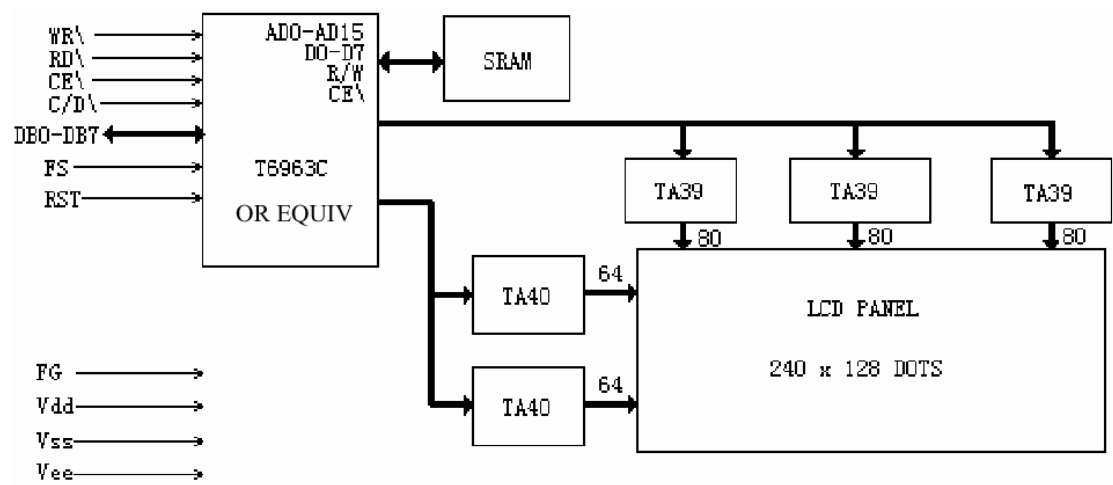 WR\
RD\
CE\
C/D\
DB0-DB7
FS
RST
AD0-AD15
D0-D7
R/W
CE\
T6963C
OR EQUIV
SRAM
TA39
TA39
TA39
80
80
80
TA40
64
TA40
64
LCD PANEL
240 x 128 DOTS
FG
Vdd
Vss
Vee